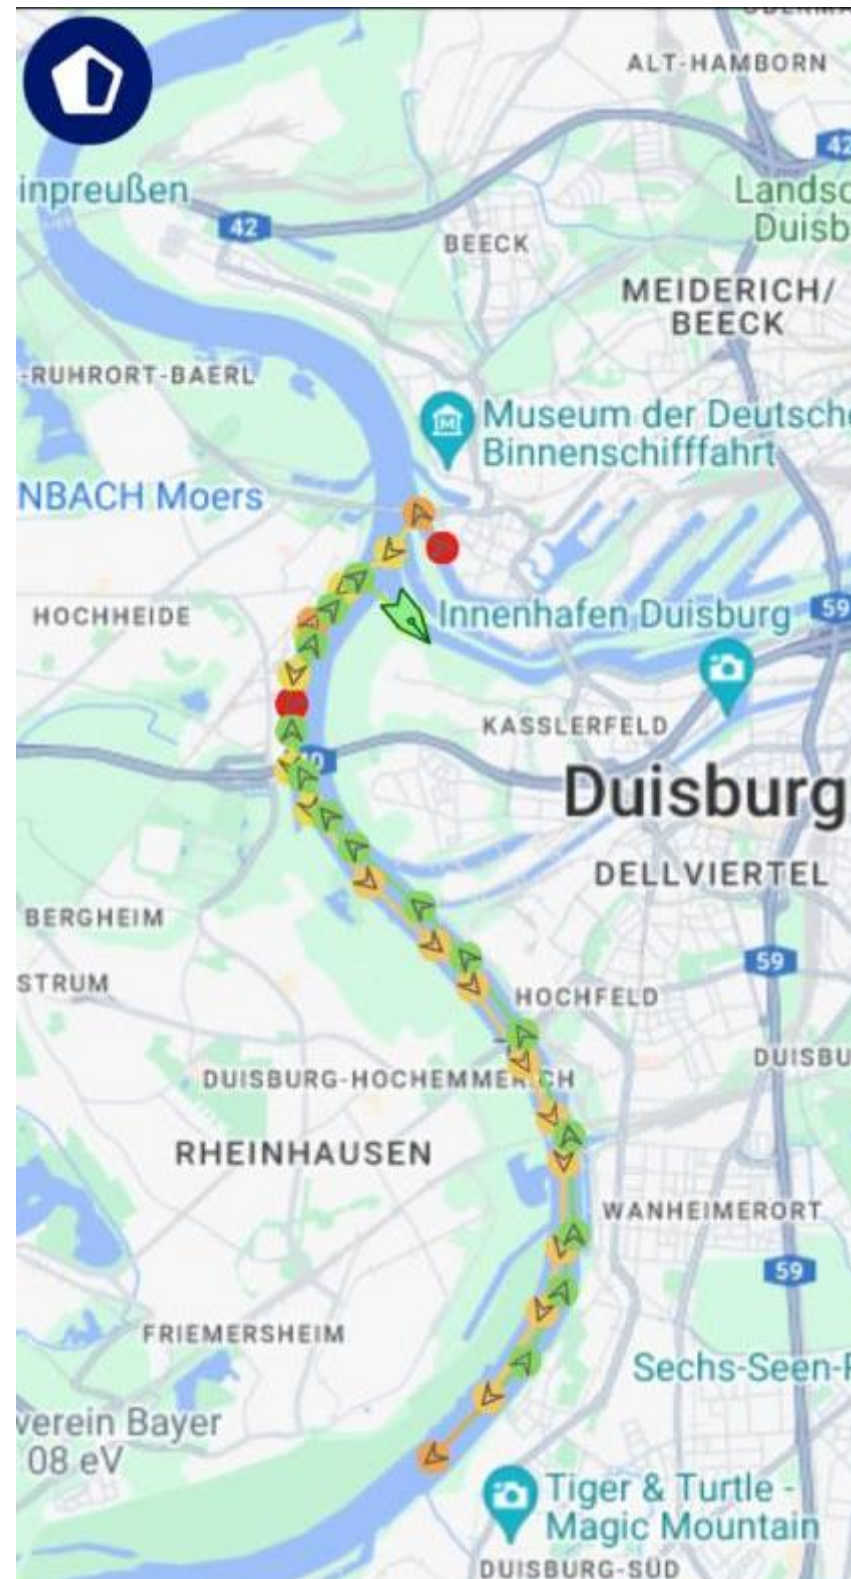 ALT-HAMBORN
42
inpreußen
Landsc
Duisb
42
BEECK
MEIDERICH/
BEECK
-RUHRORT-BAERL
Museum der Deutsche
Binnenschifffahrt
NBACH Moers
HOCHHEIDE
Innenhafen Duisburg
59
KASSLERFELD
Duisburg
DELLVIERTEL
BERGHEIM
59
STRUM
HOCHFELD
DUISBU
RHEINHAUSEN
WANHEIMERORT
59
FRIEMERSHEIM
Sechs-Seen-P
verein Bayer
08 eV
Tiger & Turtle -
Magic Mountain
DUISBURG-SÜD